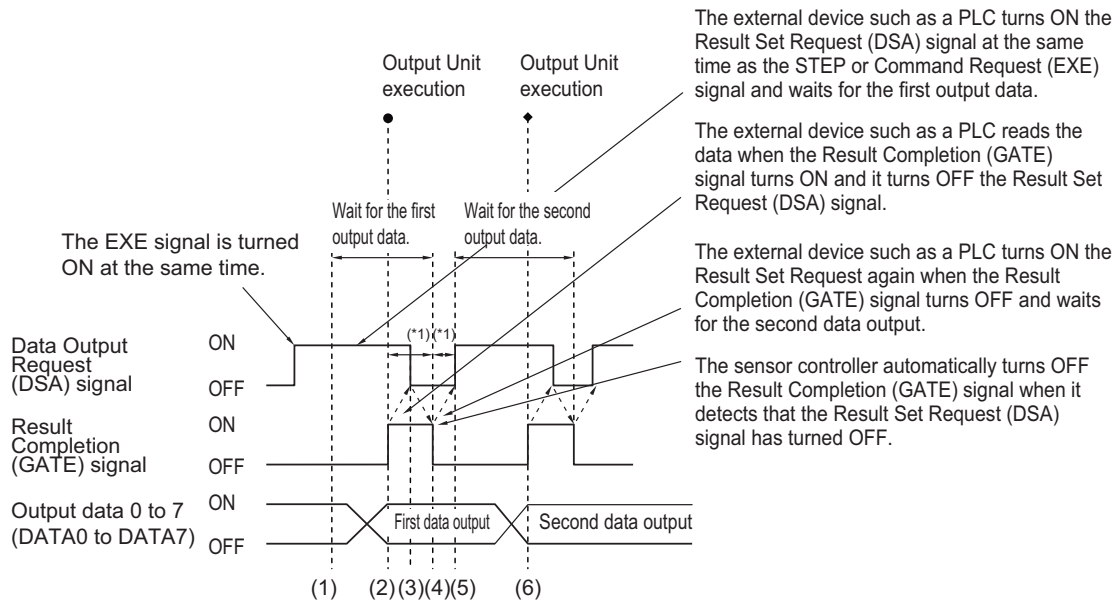 The external device such as a PLC turns ON the
Result Set Request (DSA) signal at the same
time as the STEP or Command Request (EXE)
signal and waits for the first output data.
Output Unit
execution
Output Unit
execution
The external device such as a PLC reads the
data when the Result Completion (GATE)
signal turns ON and it turns OFF the Result Set
Request (DSA) signal.
Wait for the first
output data.
Wait for the second
output data.
The EXE signal is turned
ON at the same time.
The external device such as a PLC turns ON the
Result Set Request again when the Result
Completion (GATE) signal turns OFF and waits
for the second data output.
(*1) (*1)
Data Output
Request
(DSA) signal
ON
OFF
The sensor controller automatically turns OFF
the Result Completion (GATE) signal when it
detects that the Result Set Request (DSA)
signal has turned OFF.
Result
Completion
(GATE) signal
ON
OFF
Output data 0 to 7
(DATA0 to DATA7)
ON
OFF
First data output
Second data output
(1) (2) (3) (4) (5) (6)